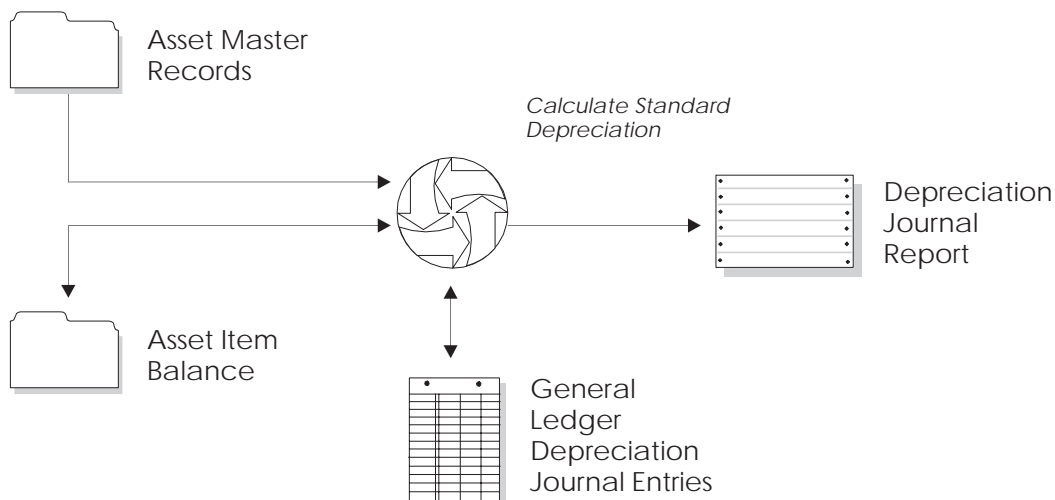 Asset Master
Records
Calculate Standard
Depreciation
Depreciation
Journal
Report
Asset Item
Balance
General
Ledger
Depreciation
Journal Entries